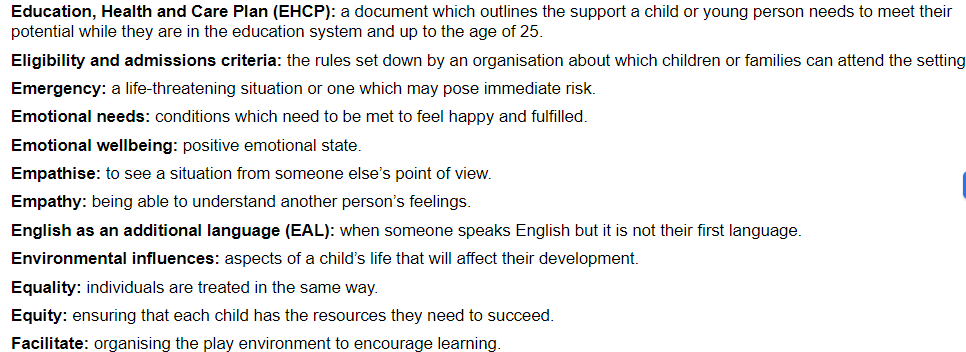 Education, Health and Care Plan (EHCP): a document which outlines the support a child or young person needs to meet their
potential while they are in the education system and up to the age of 25.
Eligibility and admissions criteria: the rules set down by an organisation about which children or families can attend the setting
Emergency: a life-threatening situation or one which may pose immediate risk.
Emotional needs: conditions which need to be met to feel happy and fulfilled.
Emotional wellbeing: positive emotional state.
Empathise: to see a situation from someone else’s point of view.
Empathy: being able to understand another person’s feelings.
English as an additional language (EAL): when someone speaks English but it is not their first language.
Environmental influences: aspects of a child’s life that will affect their development.
Equality: individuals are treated in the same way.
Equity: ensuring that each child has the resources they need to succeed.
Facilitate: organising the play environment to encourage learning.